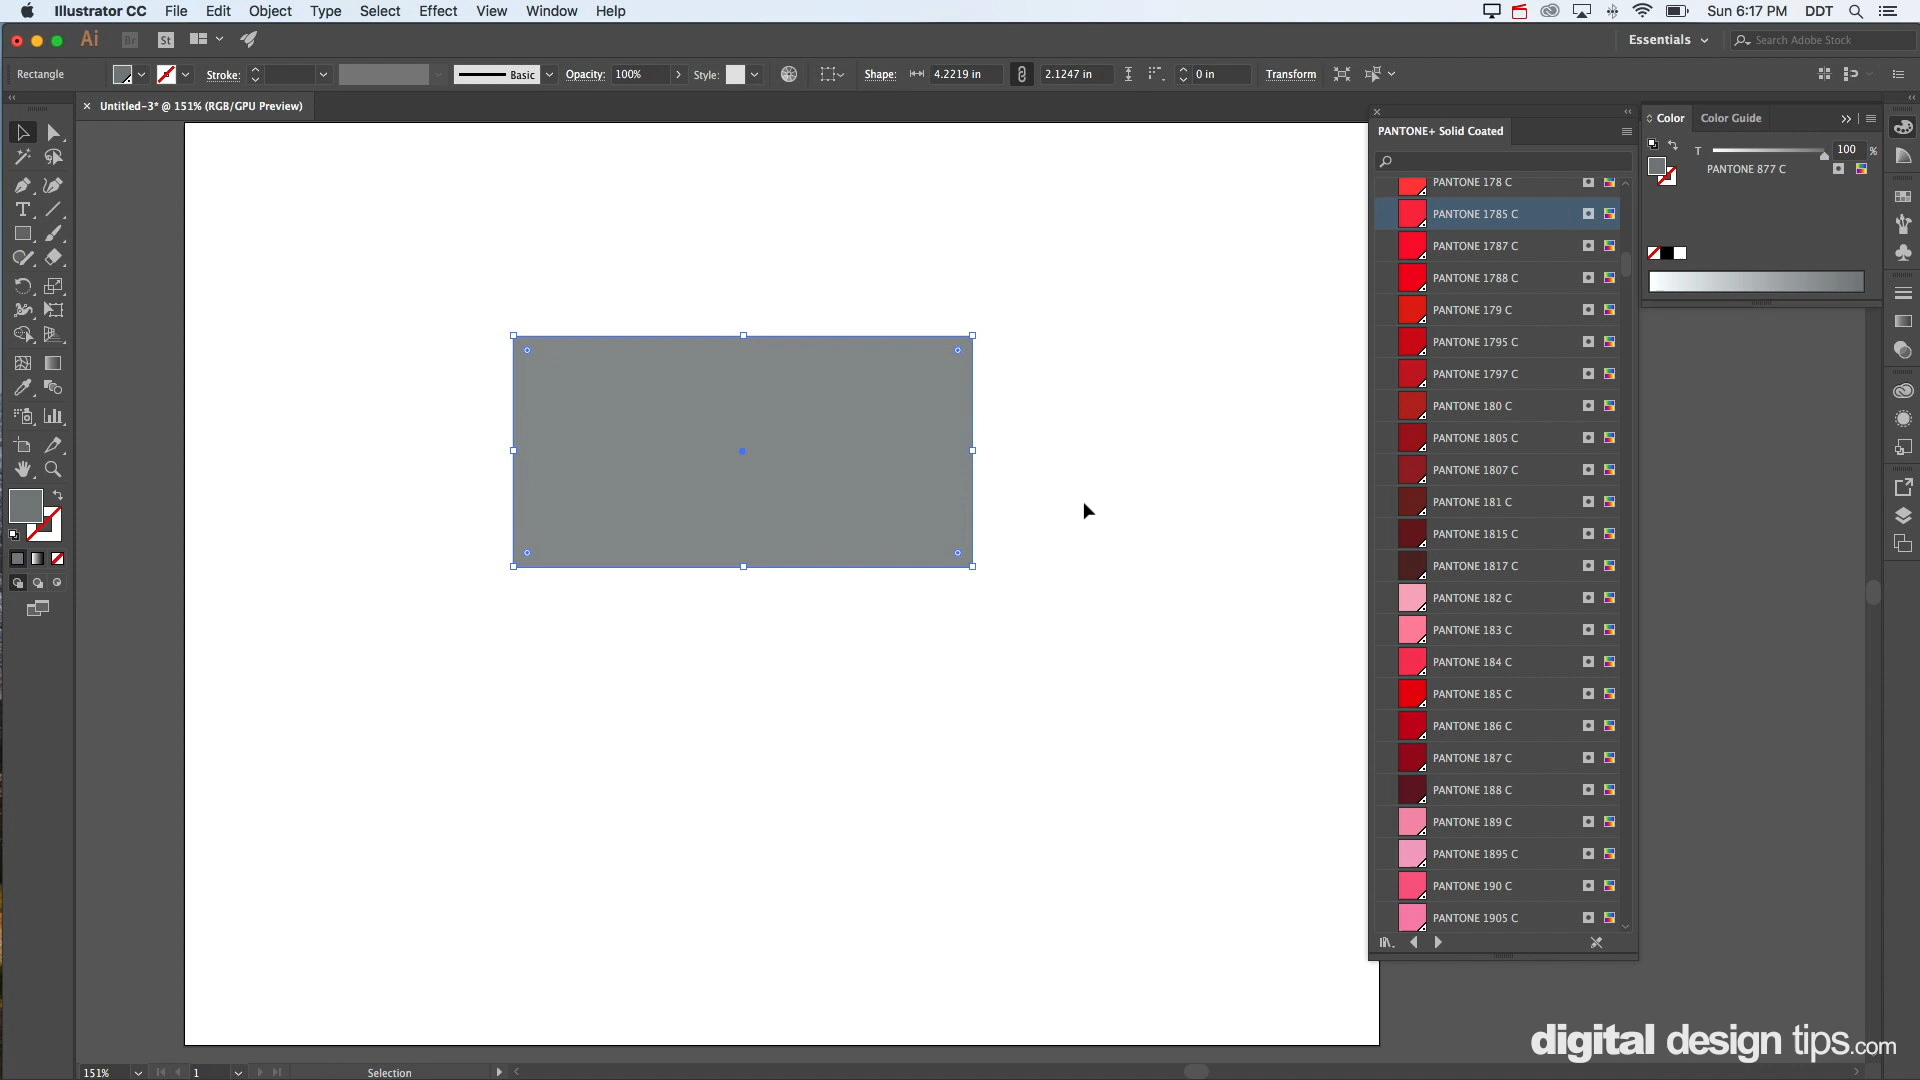 Illustrator CC File Edit Object Type Select Effect View Window Help Sun 6:17 PM DDT
Ai Br St Essentials Search Adobe Stock
Rectangle Stroke: Basic Opacity: 100% Style: Shape: 4.2219 in 2.1247 in 0 in Transform
Untitled-3* @ 151% (RGB/GPU Preview)
PANTONE+ Solid Coated
PANTONE 178 C
PANTONE 1785 C
PANTONE 1787 C
PANTONE 1788 C
PANTONE 179 C
PANTONE 1795 C
PANTONE 1797 C
PANTONE 180 C
PANTONE 1805 C
PANTONE 1807 C
PANTONE 181 C
PANTONE 1815 C
PANTONE 1817 C
PANTONE 182 C
PANTONE 183 C
PANTONE 184 C
PANTONE 185 C
PANTONE 186 C
PANTONE 187 C
PANTONE 188 C
PANTONE 189 C
PANTONE 1895 C
PANTONE 190 C
PANTONE 1905 C
Color Color Guide
T 100 %
PANTONE 877 C
151% 1 Selection
digital design tips.com